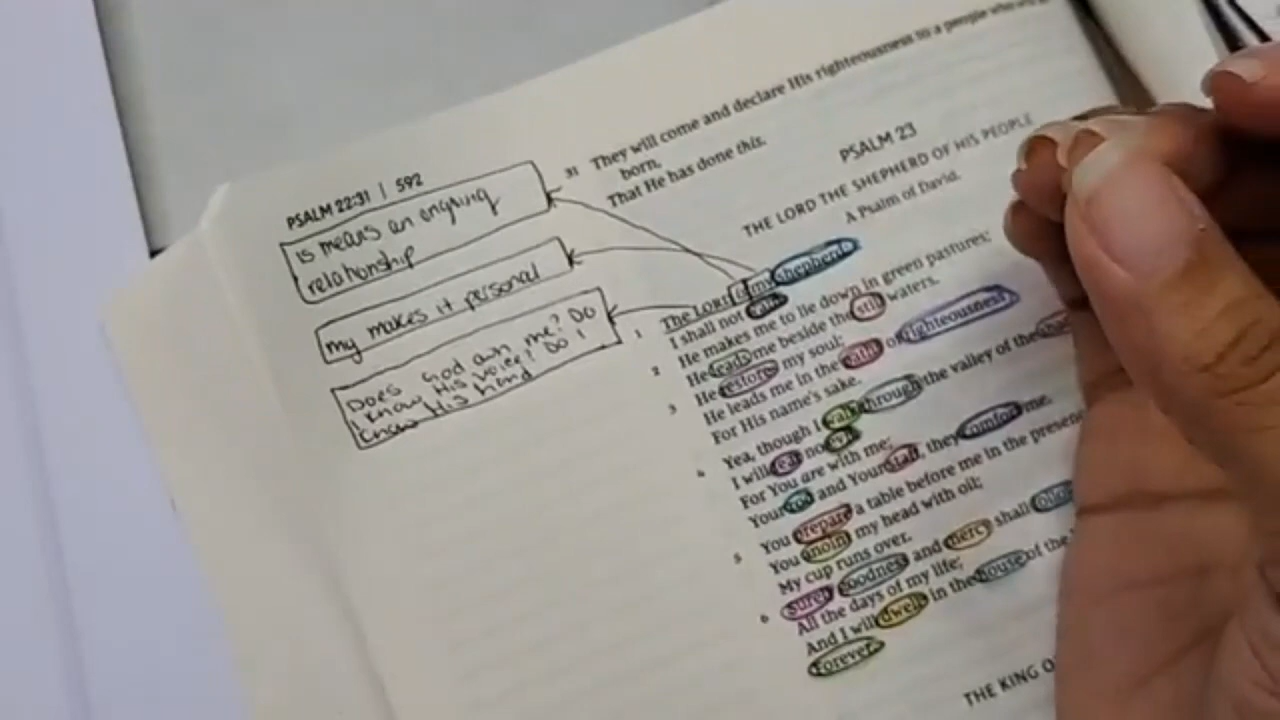 PSALM 22:31 | 592
is means an ongoing
relationship
my makes it personal
Does God own me? Do
I know His voice? Do I
know His hand
31 They will come and declare His righteousness to a people who
born,
That He has done this.
PSALM 23
THE LORD THE SHEPHERD OF HIS PEOPLE
A Psalm of David.
1 The LORD is my shepherd;
I shall not
2 He makes me to lie down in green pastures;
He leads me beside the still waters.
3 He restores my soul;
He leads me in the paths of righteousness
For His name's sake.
4 Yea, though I walk through the valley of the
I will fear no evil;
For You are with me;
Your rod and Your staff, they comfort me.
5 You prepare a table before me in the
You anoint my head with oil;
My cup runs over.
6 Surely goodness and mercy shall
All the days of my life;
And I will dwell in the house of the
Forever.
THE KING